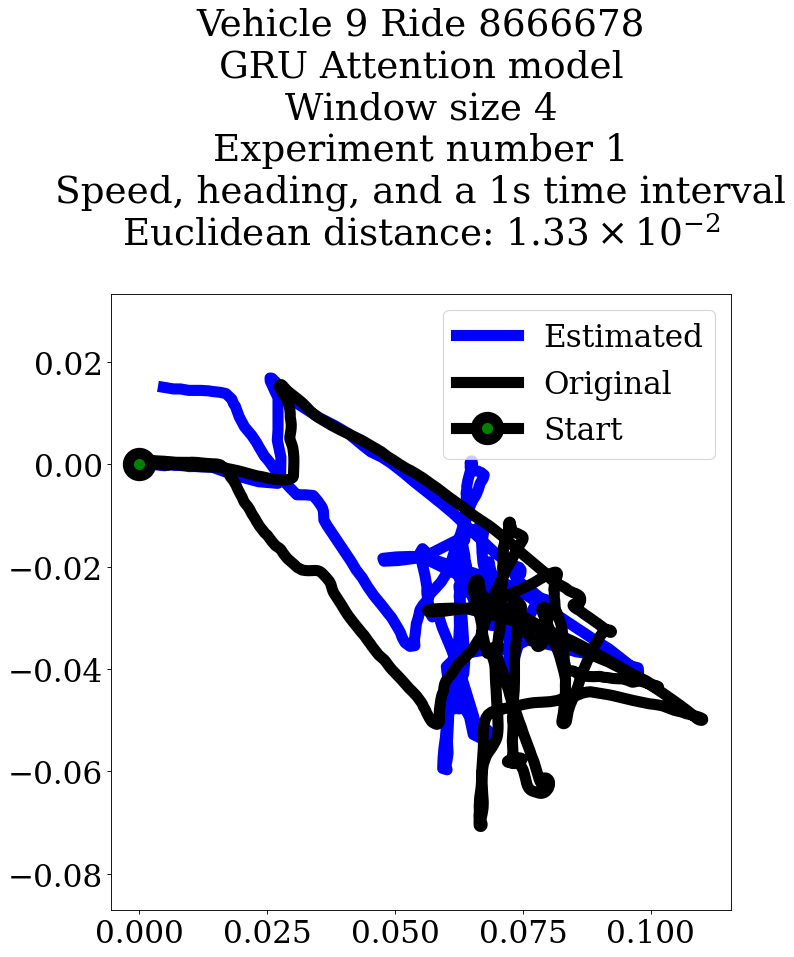 Vehicle 9 Ride 8666678
GRU Attention model
Window size 4
Experiment number 1
Speed, heading, and a 1s time interval
Euclidean distance: 1.33 × 10⁻²
Estimated
Original
Start
0.02
0.00
−0.02
−0.04
−0.06
−0.08
0.000 0.025 0.050 0.075 0.100